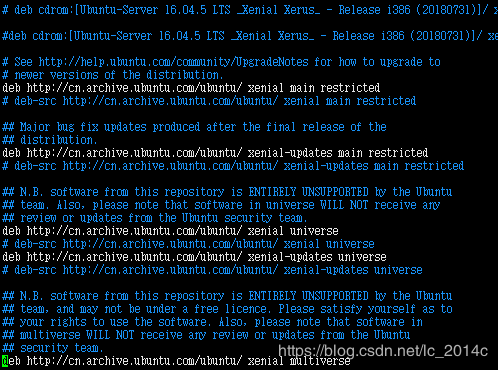 # deb cdrom:[Ubuntu-Server 16.04.5 LTS _Xenial Xerus_ - Release i386 (20180731)]/ xe
#deb cdrom:[Ubuntu-Server 16.04.5 LTS _Xenial Xerus_ - Release i386 (20180731)]/ xe
# See http://help.ubuntu.com/community/UpgradeNotes for how to upgrade to
# newer versions of the distribution.
deb http://cn.archive.ubuntu.com/ubuntu/ xenial main restricted
# deb-src http://cn.archive.ubuntu.com/ubuntu/ xenial main restricted
## Major bug fix updates produced after the final release of the
## distribution.
deb http://cn.archive.ubuntu.com/ubuntu/ xenial-updates main restricted
# deb-src http://cn.archive.ubuntu.com/ubuntu/ xenial-updates main restricted
## N.B. software from this repository is ENTIRELY UNSUPPORTED by the Ubuntu
## team. Also, please note that software in universe WILL NOT receive any
## review or updates from the Ubuntu security team.
deb http://cn.archive.ubuntu.com/ubuntu/ xenial universe
# deb-src http://cn.archive.ubuntu.com/ubuntu/ xenial universe
deb http://cn.archive.ubuntu.com/ubuntu/ xenial-updates universe
# deb-src http://cn.archive.ubuntu.com/ubuntu/ xenial-updates universe
## N.B. software from this repository is ENTIRELY UNSUPPORTED by the Ubuntu
## team, and may not be under a free licence. Please satisfy yourself as to
## your rights to use the software. Also, please note that software in
## multiverse WILL NOT receive any review or updates from the Ubuntu
## security team.
deb http://cn.archive.ubuntu.com/ubuntu/ xenial multiverse
https://blog.csdn.net/lc_2014c